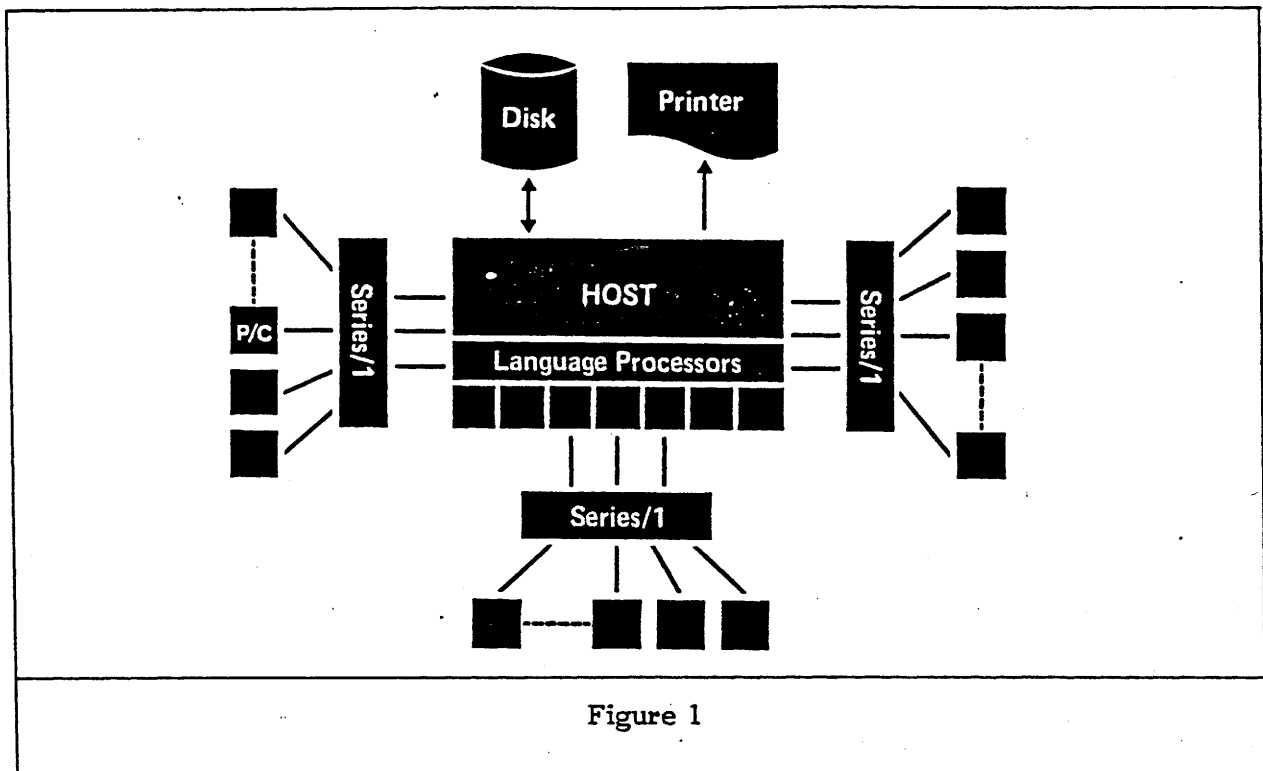 Disk
Printer
HOST
Series/1
Series/1
P/C
Language Processors
Series/1
Figure 1